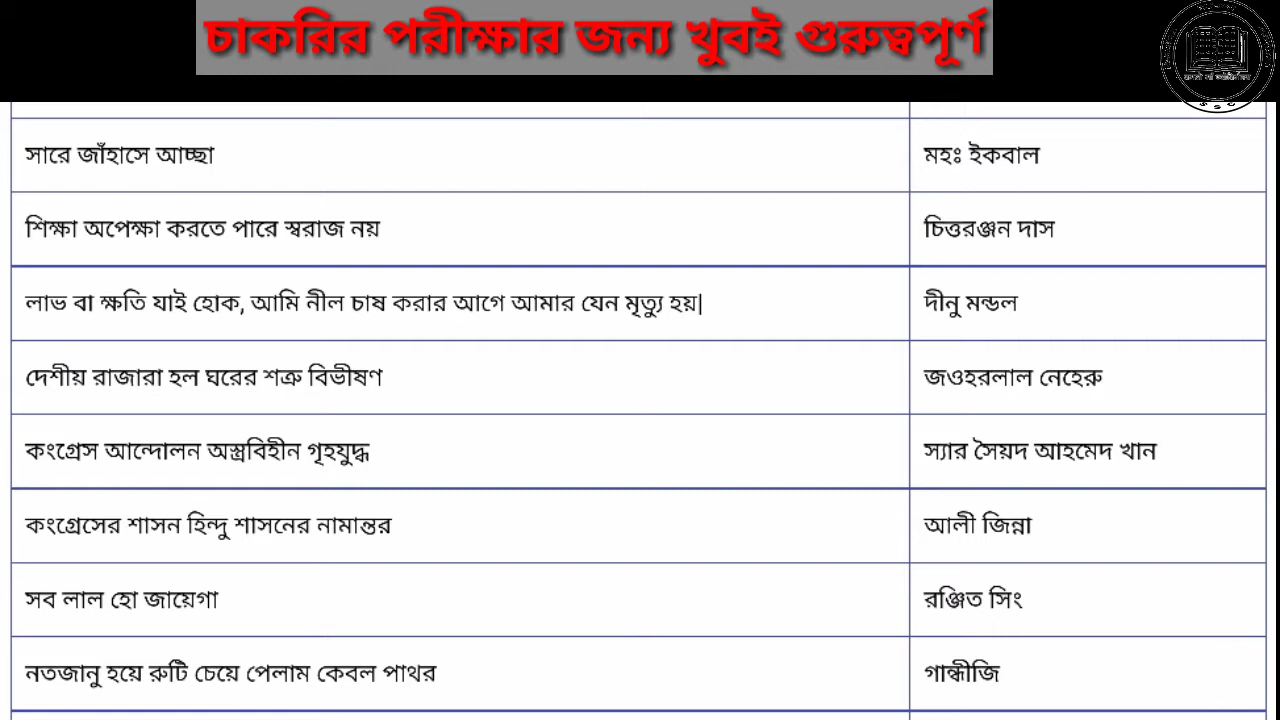 চাকরির পরীক্ষার জন্য খুবই গুরুত্বপূর্ণ
সারে জাঁহাসে আচ্ছা মহঃ ইকবাল
শিক্ষা অপেক্ষা করতে পারে স্বরাজ নয় চিত্তরঞ্জন দাস
লাভ বা ক্ষতি যাই হোক, আমি নীল চাষ করার আগে আমার যেন মৃত্যু হয়| দীনু মন্ডল
দেশীয় রাজারা হল ঘরের শত্রু বিভীষণ জওহরলাল নেহেরু
কংগ্রেস আন্দোলন অস্ত্রবিহীন গৃহযুদ্ধ স্যার সৈয়দ আহমেদ খান
কংগ্রেসের শাসন হিন্দু শাসনের নামান্তর আলী জিন্না
সব লাল হো জায়েগা রঞ্জিত সিং
নতজানু হয়ে রুটি চেয়ে পেলাম কেবল পাথর গান্ধীজি